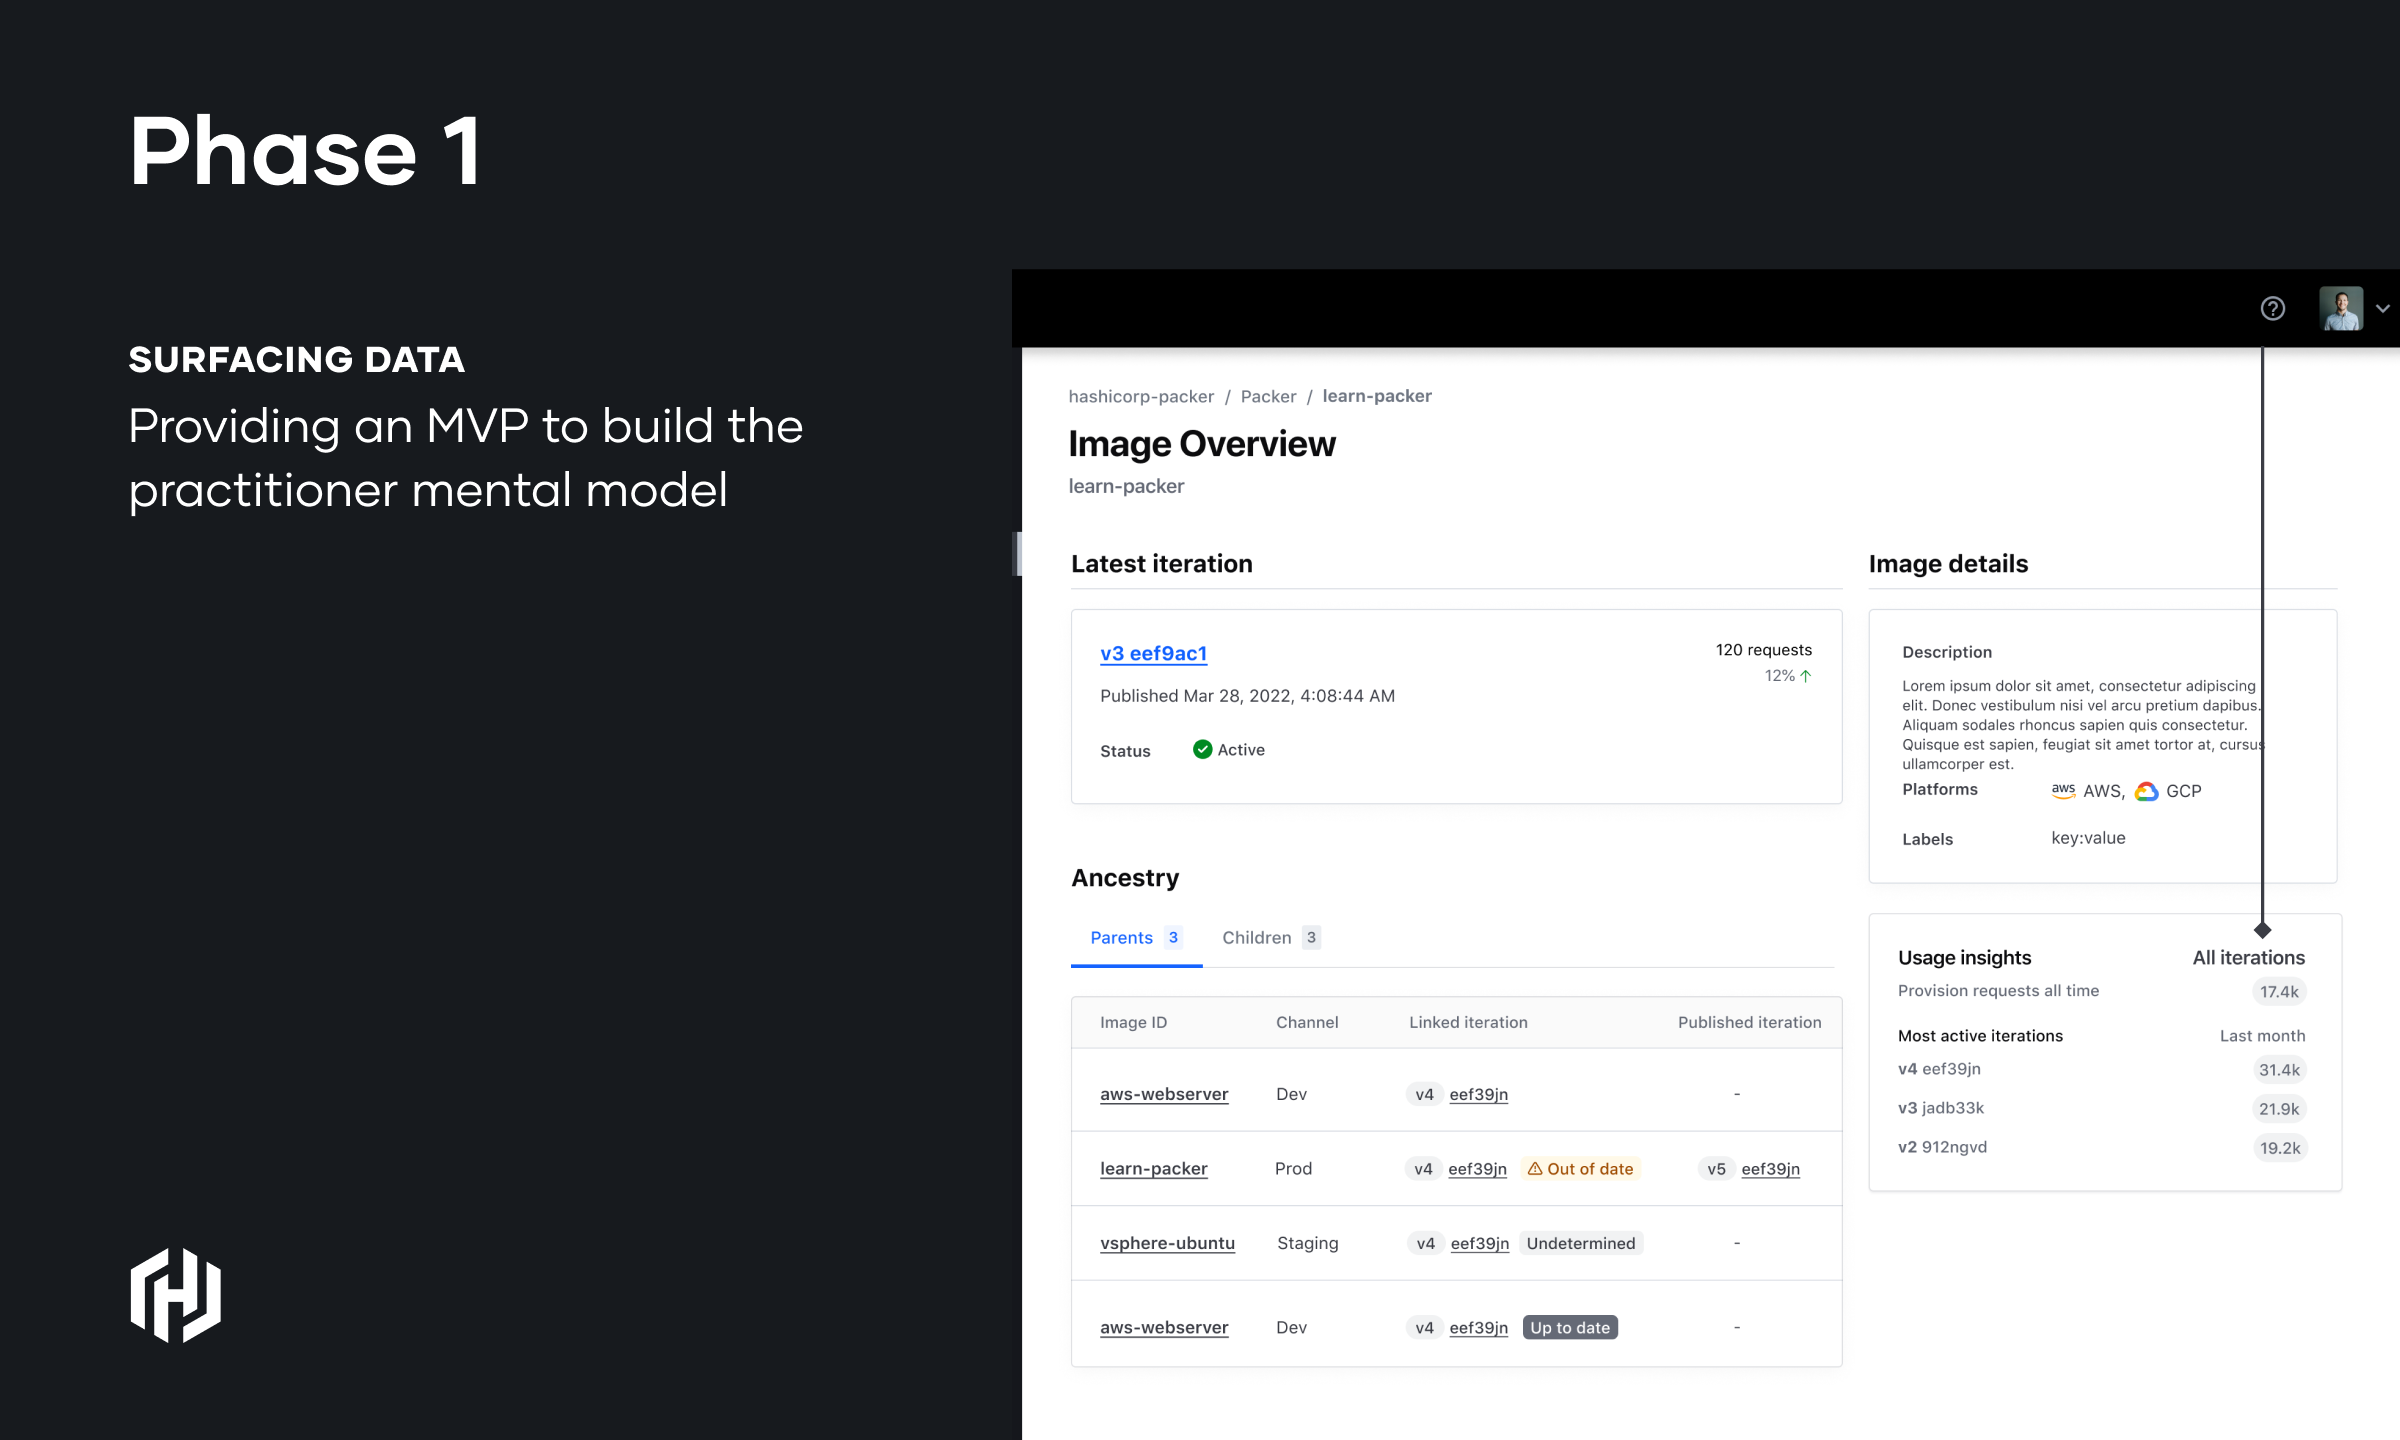 Phase 1
SURFACING DATA
Providing an MVP to build the
practitioner mental model
hashicorp-packer / Packer / learn-packer
Image Overview
learn-packer
Latest iteration
v3 eef9ac1
120 requests
12%
Published Mar 28, 2022, 4:08:44 AM
Status Active
Ancestry
Parents 3 Children 3
Image ID Channel Linked iteration Published iteration
aws-webserver Dev v4 eef39jn -
learn-packer Prod v4 eef39jn Out of date v5 eef39jn
vsphere-ubuntu Staging v4 eef39jn Undetermined -
aws-webserver Dev v4 eef39jn Up to date -
Image details
Description
Lorem ipsum dolor sit amet, consectetur adipiscing
elit. Donec vestibulum nisi vel arcu pretium dapibus.
Aliquam sodales rhoncus sapien quis consectetur.
Quisque est sapien, feugiat sit amet tortor at, cursus
ullamcorper est.
Platforms aws AWS, GCP
Labels key:value
Usage insights All iterations
Provision requests all time 17.4k
Most active iterations Last month
v4 eef39jn 31.4k
v3 jadb33k 21.9k
v2 912ngvd 19.2k